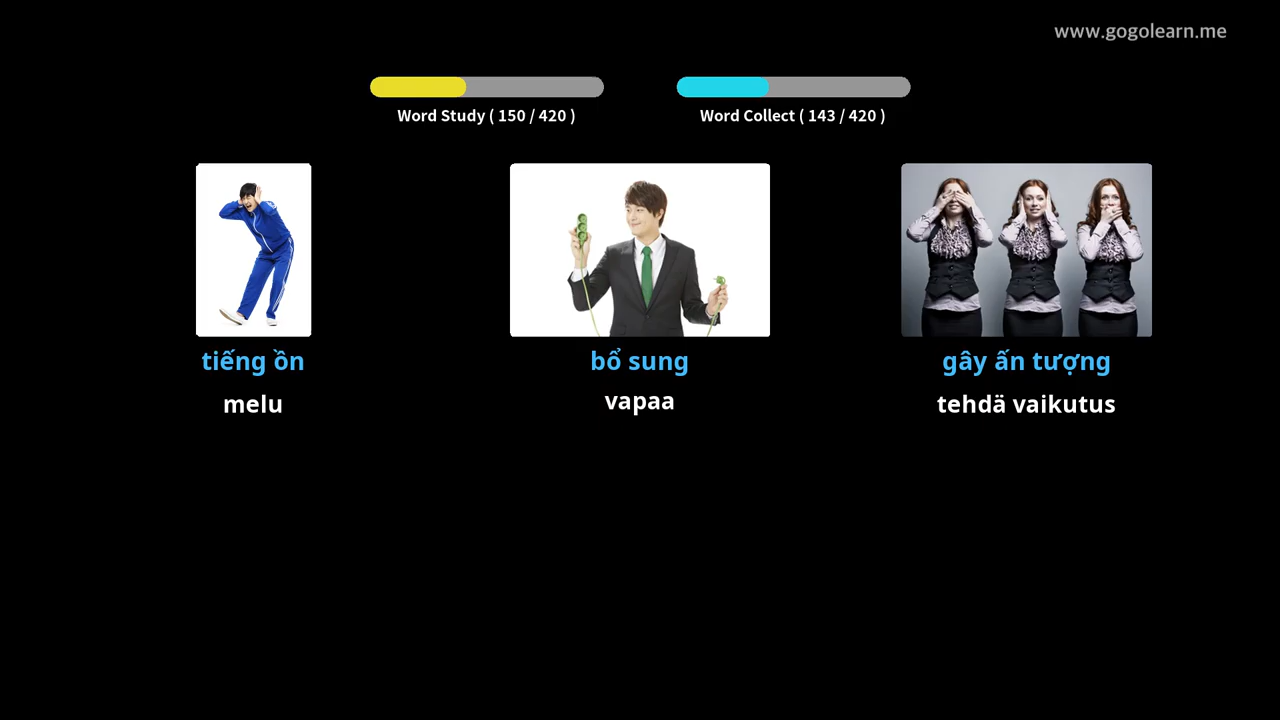 www.gogolearn.me
Word Study ( 150 / 420 )
Word Collect ( 143 / 420 )
tiếng ồn
bổ sung
gây ấn tượng
melu
vapaa
tehdä vaikutus